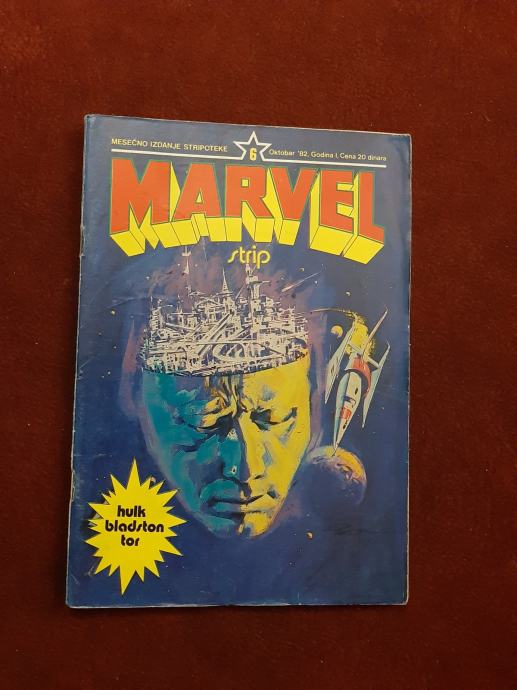 MESEČNO IZDANJE STRIPOTEKE
6
Oktobar '82, Godina I, Cena 20 dinara
MARVEL
strip
hulk
bladston
tor